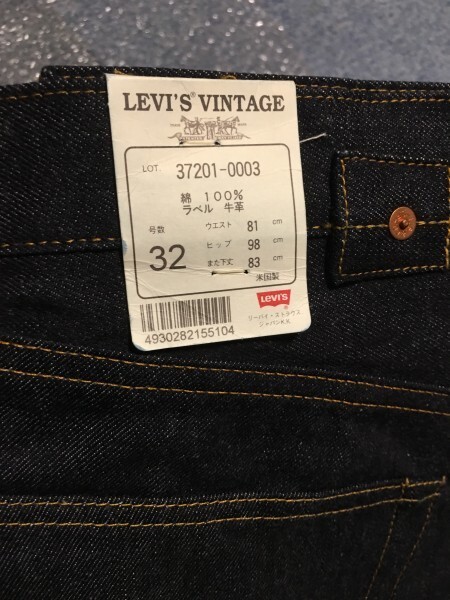 LEVI'S® VINTAGE
LOT. 37201-0003
綿 100%
ラベル 牛革
号数 32
ウエスト 81 cm
ヒップ 98 cm
また下丈 83 cm
米国製
Levi's
リーバイ・ストラウス
ジャパンK.K
4930282155104